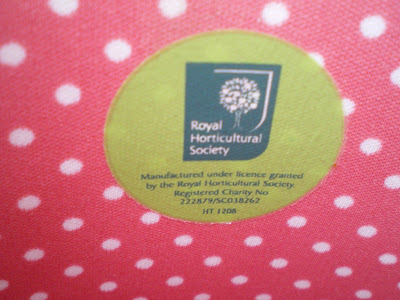 Royal
Horticultural
Society
Manufactured under licence granted
by the Royal Horticultural Society.
Registered Charity No
222879/SC038262
HT 1208